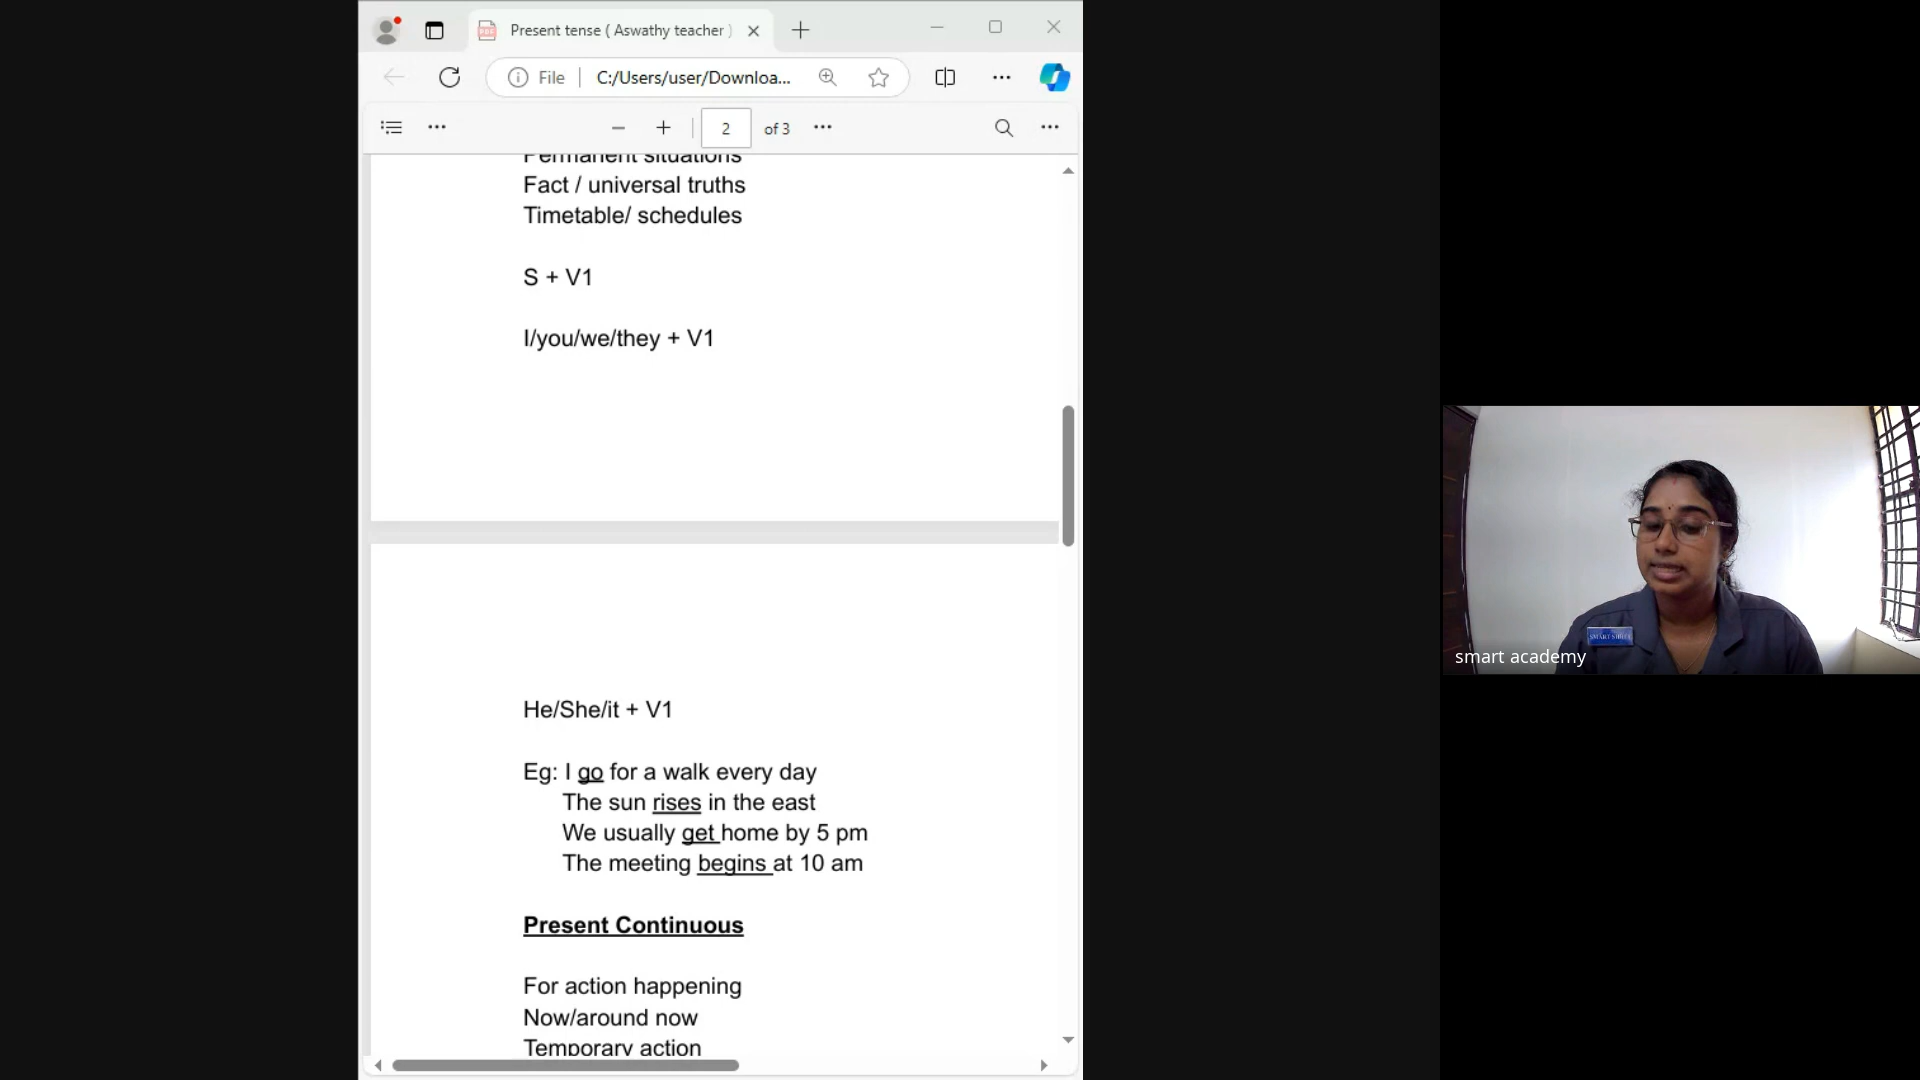 Present tense ( Aswathy teacher )
File
C:/Users/user/Downloa...
2 of 3
Permanent situations
Fact / universal truths
Timetable/ schedules
S + V1
I/you/we/they + V1
He/She/it + V1
Eg: I go for a walk every day
The sun rises in the east
We usually get home by 5 pm
The meeting begins at 10 am
Present Continuous
For action happening
Now/around now
Temporary action
smart academy